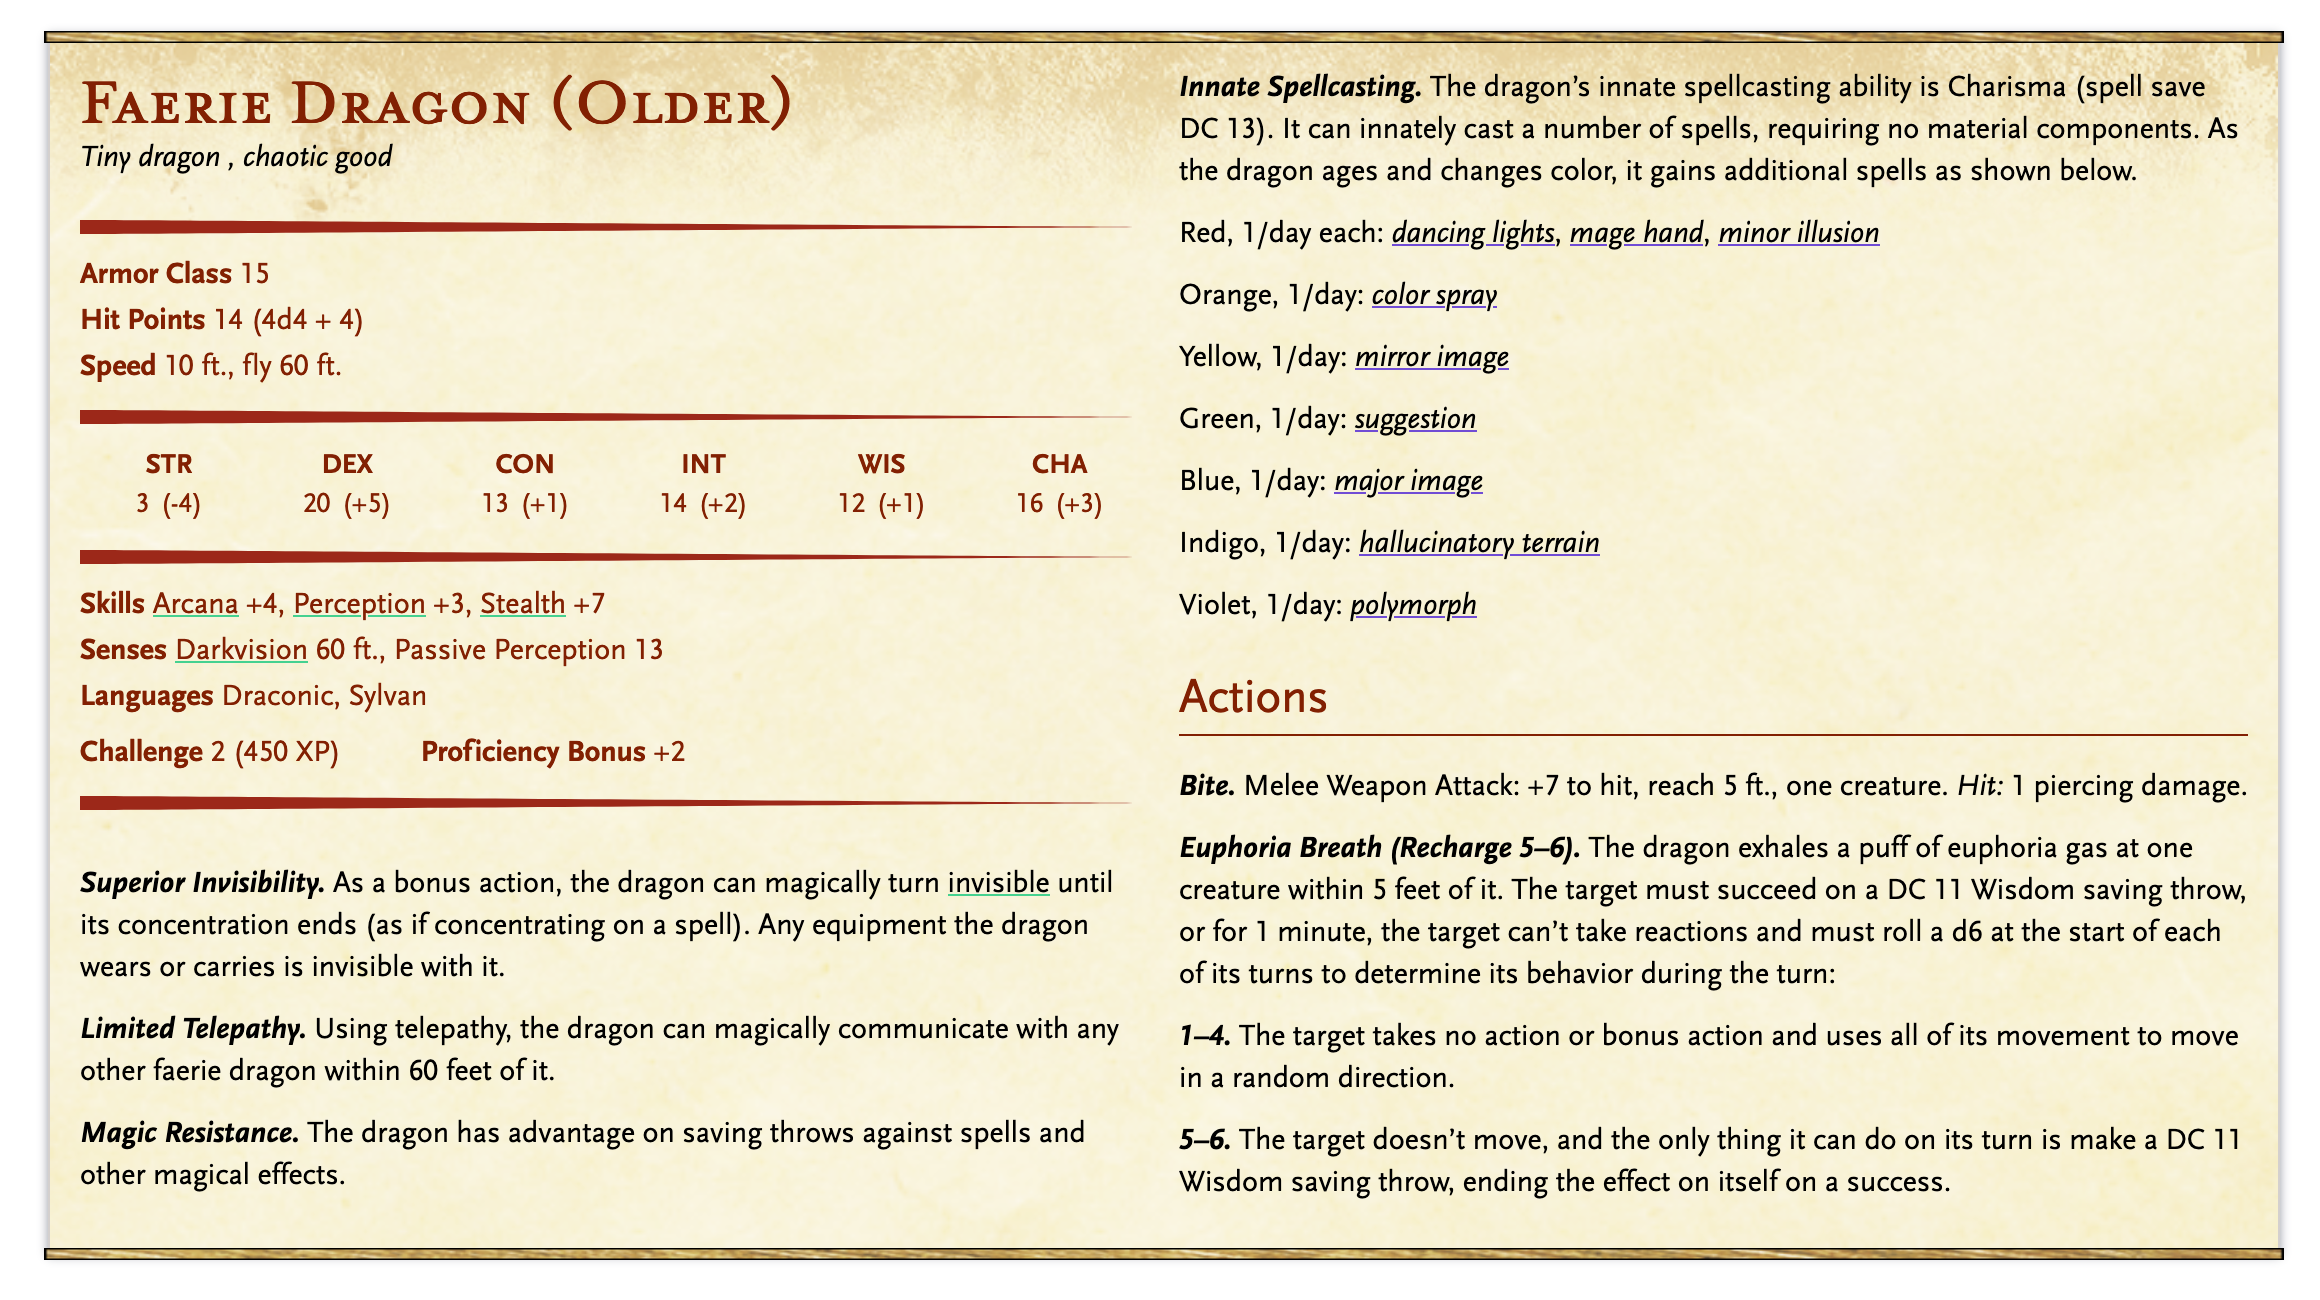 Faerie Dragon (Older)
Tiny dragon , chaotic good
Armor Class 15
Hit Points 14 (4d4 + 4)
Speed 10 ft., fly 60 ft.
STR DEX CON INT WIS CHA
3 (-4) 20 (+5) 13 (+1) 14 (+2) 12 (+1) 16 (+3)
Skills Arcana +4, Perception +3, Stealth +7
Senses Darkvision 60 ft., Passive Perception 13
Languages Draconic, Sylvan
Challenge 2 (450 XP) Proficiency Bonus +2
Superior Invisibility. As a bonus action, the dragon can magically turn invisible until
its concentration ends (as if concentrating on a spell). Any equipment the dragon
wears or carries is invisible with it.
Limited Telepathy. Using telepathy, the dragon can magically communicate with any
other faerie dragon within 60 feet of it.
Magic Resistance. The dragon has advantage on saving throws against spells and
other magical effects.
Innate Spellcasting. The dragon’s innate spellcasting ability is Charisma (spell save
DC 13). It can innately cast a number of spells, requiring no material components. As
the dragon ages and changes color, it gains additional spells as shown below.
Red, 1/day each: dancing lights, mage hand, minor illusion
Orange, 1/day: color spray
Yellow, 1/day: mirror image
Green, 1/day: suggestion
Blue, 1/day: major image
Indigo, 1/day: hallucinatory terrain
Violet, 1/day: polymorph
Actions
Bite. Melee Weapon Attack: +7 to hit, reach 5 ft., one creature. Hit: 1 piercing damage.
Euphoria Breath (Recharge 5–6). The dragon exhales a puff of euphoria gas at one
creature within 5 feet of it. The target must succeed on a DC 11 Wisdom saving throw,
or for 1 minute, the target can’t take reactions and must roll a d6 at the start of each
of its turns to determine its behavior during the turn:
1–4. The target takes no action or bonus action and uses all of its movement to move
in a random direction.
5–6. The target doesn’t move, and the only thing it can do on its turn is make a DC 11
Wisdom saving throw, ending the effect on itself on a success.